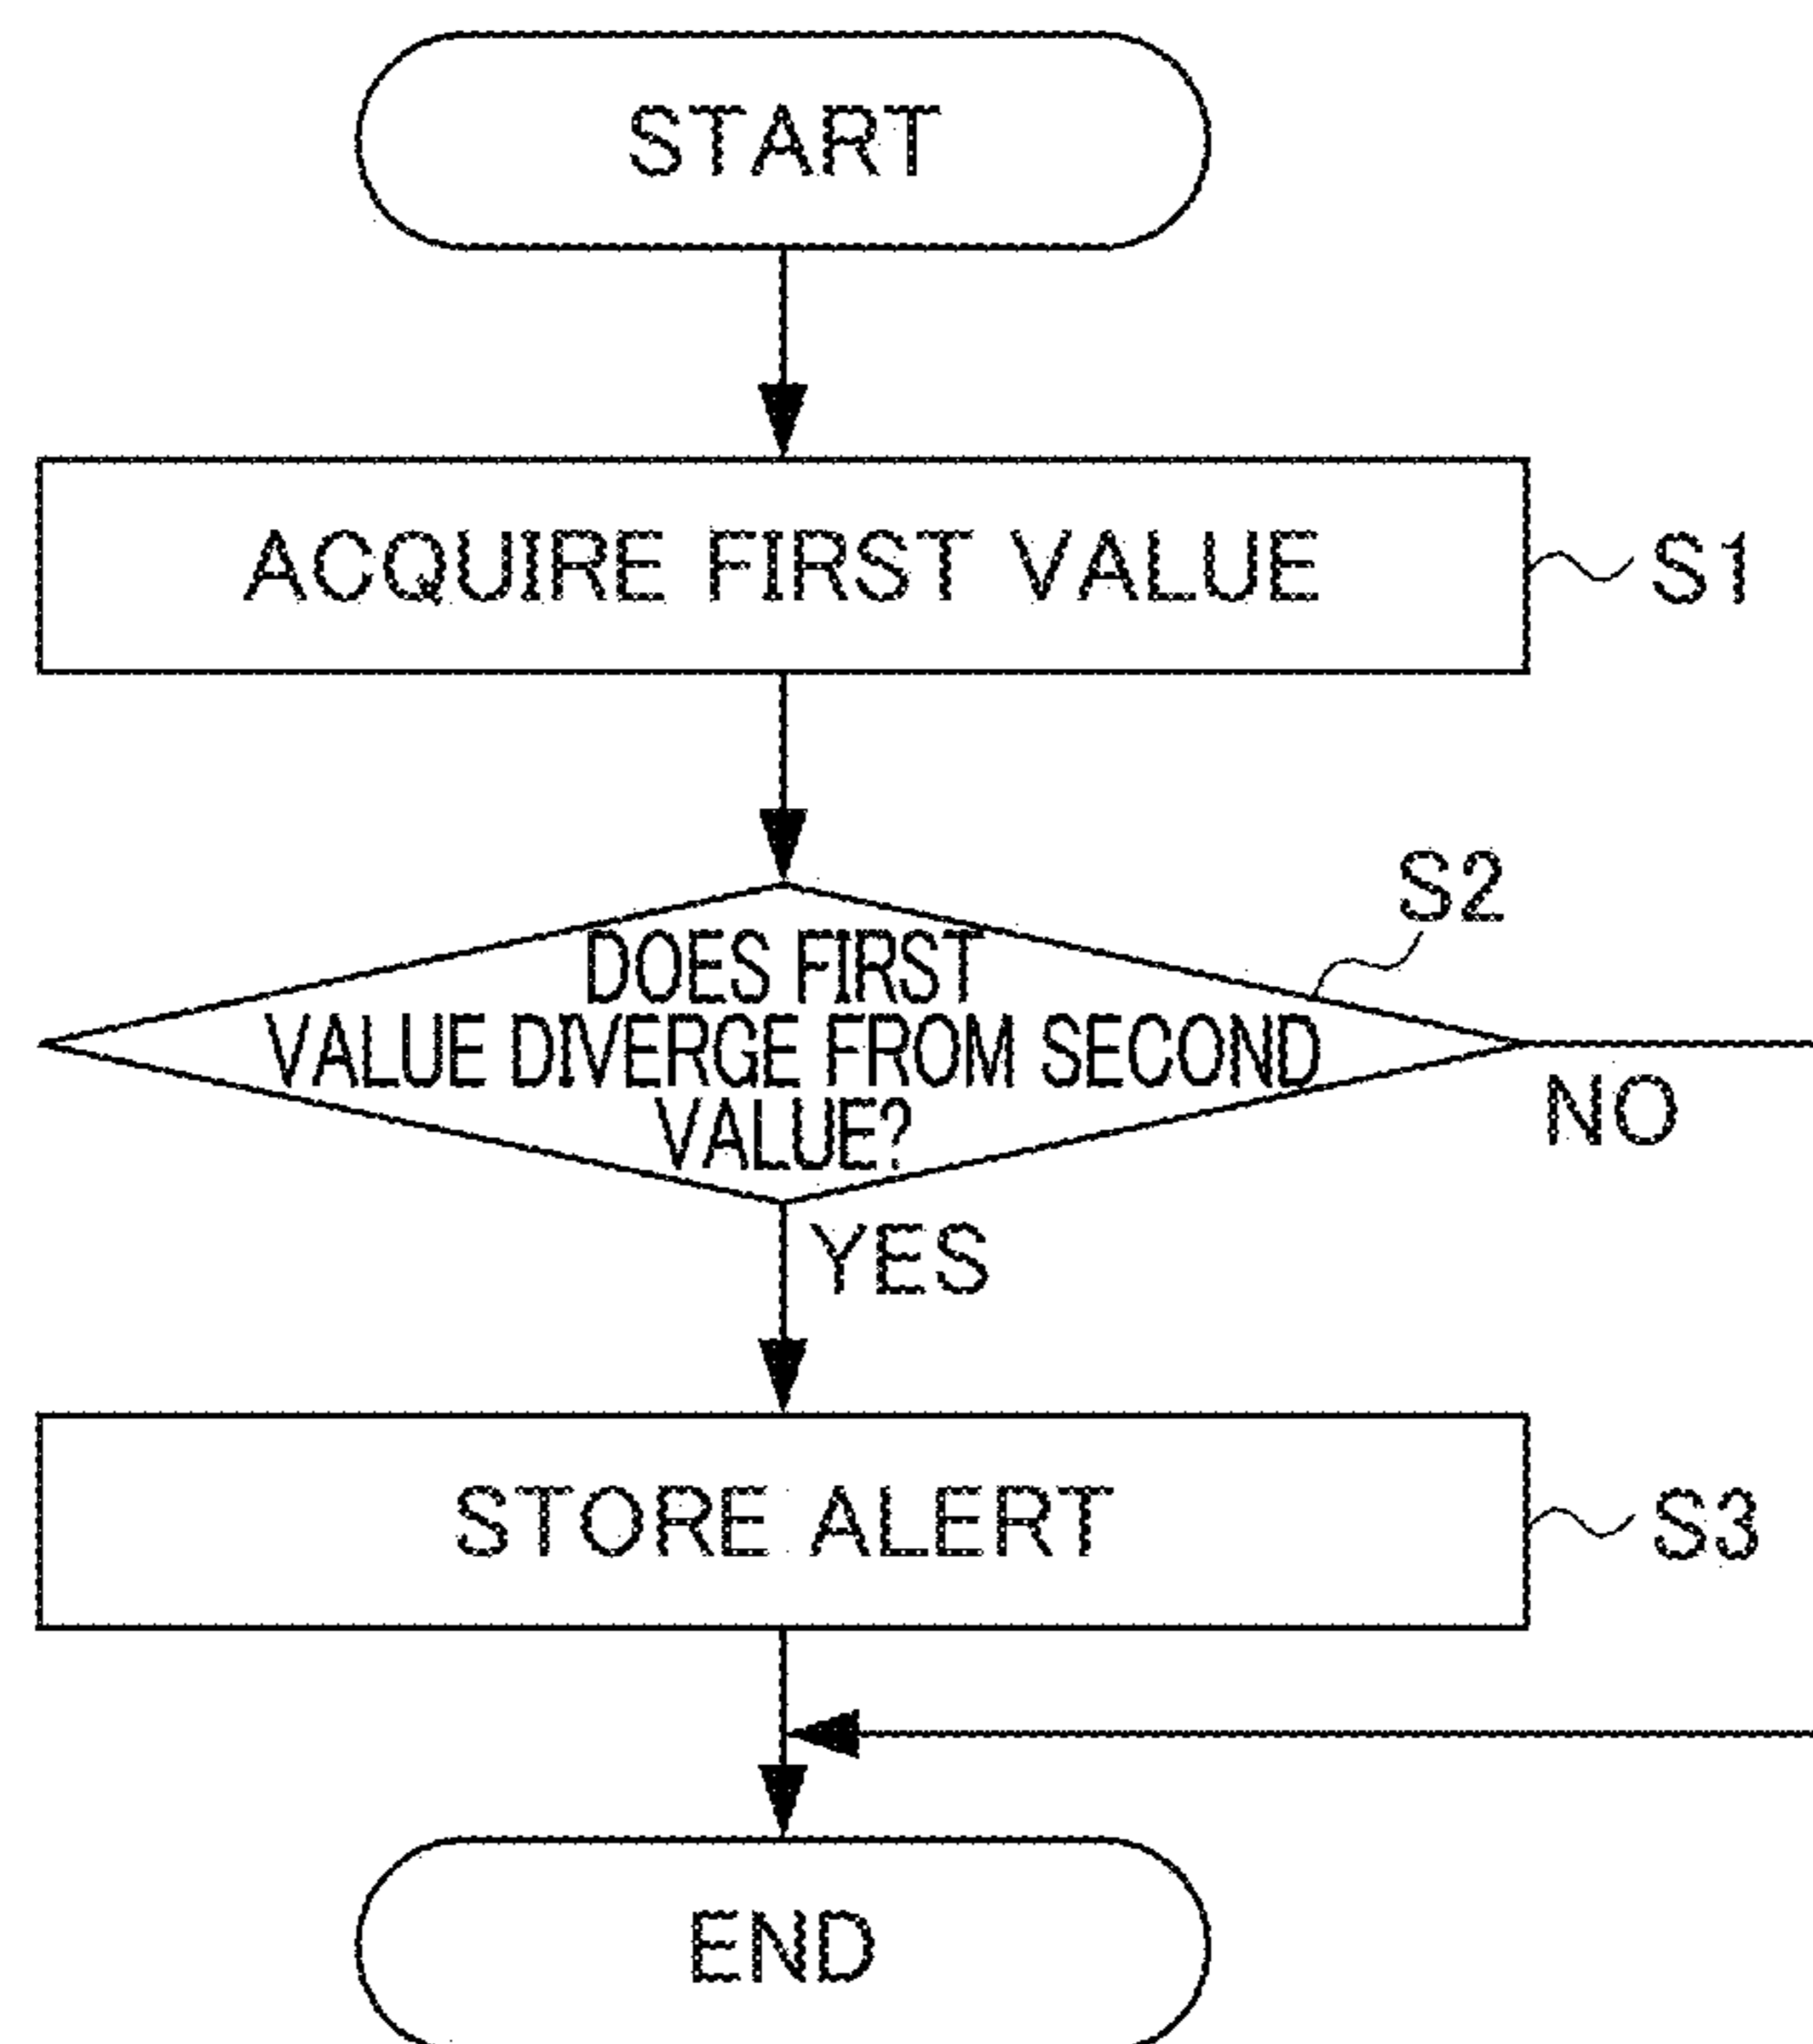 START
ACQUIRE FIRST VALUE
S1
S2
DOES FIRST
VALUE DIVERGE FROM SECOND
VALUE?
NO
YES
STORE ALERT
S3
END